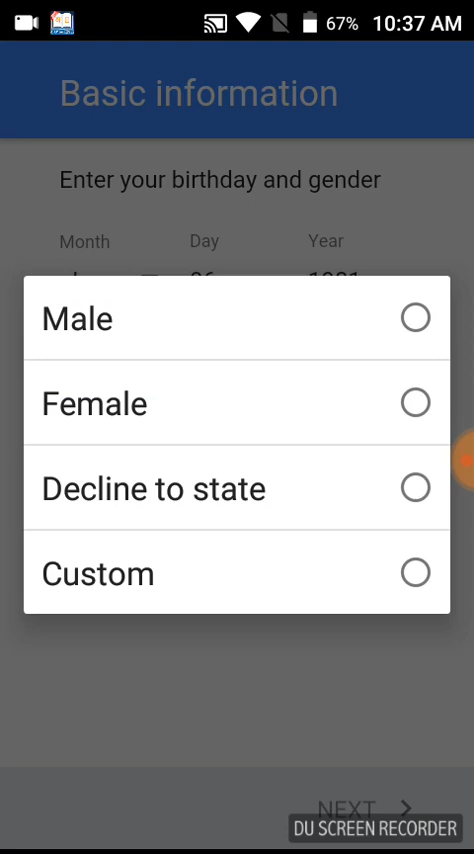 67% 10:37 AM
Basic information
Enter your birthday and gender
Month Day Year
Male
Female
Decline to state
Custom
NEXT
DU SCREEN RECORDER